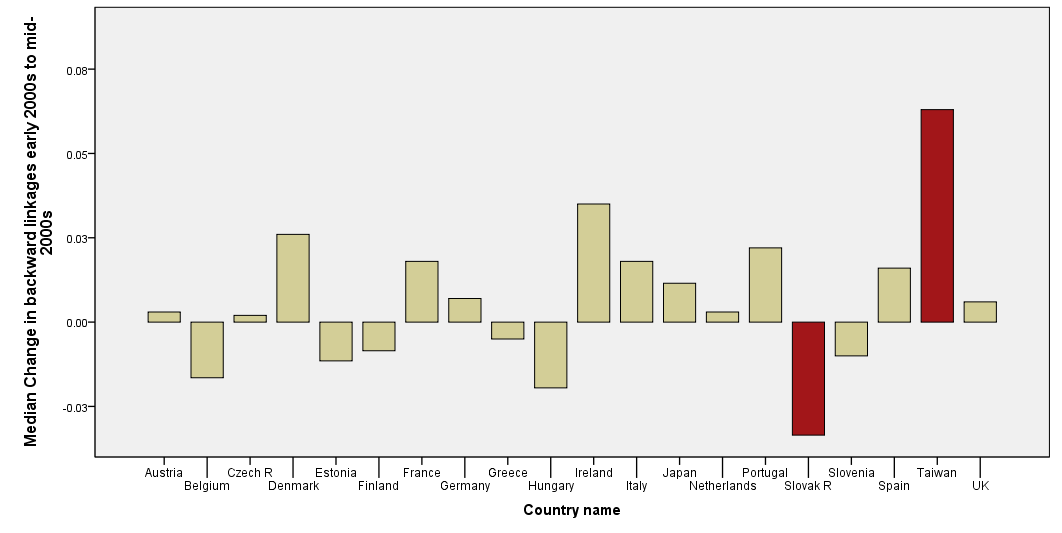 Median Change in backward linkages early 2000s to mid-
2000s
0.08
0.05
0.03
0.00
-0.03
Austria
Belgium
Czech R
Denmark
Estonia
Finland
France
Germany
Greece
Hungary
Ireland
Italy
Japan
Netherlands
Portugal
Slovak R
Slovenia
Spain
Taiwan
UK
Country name